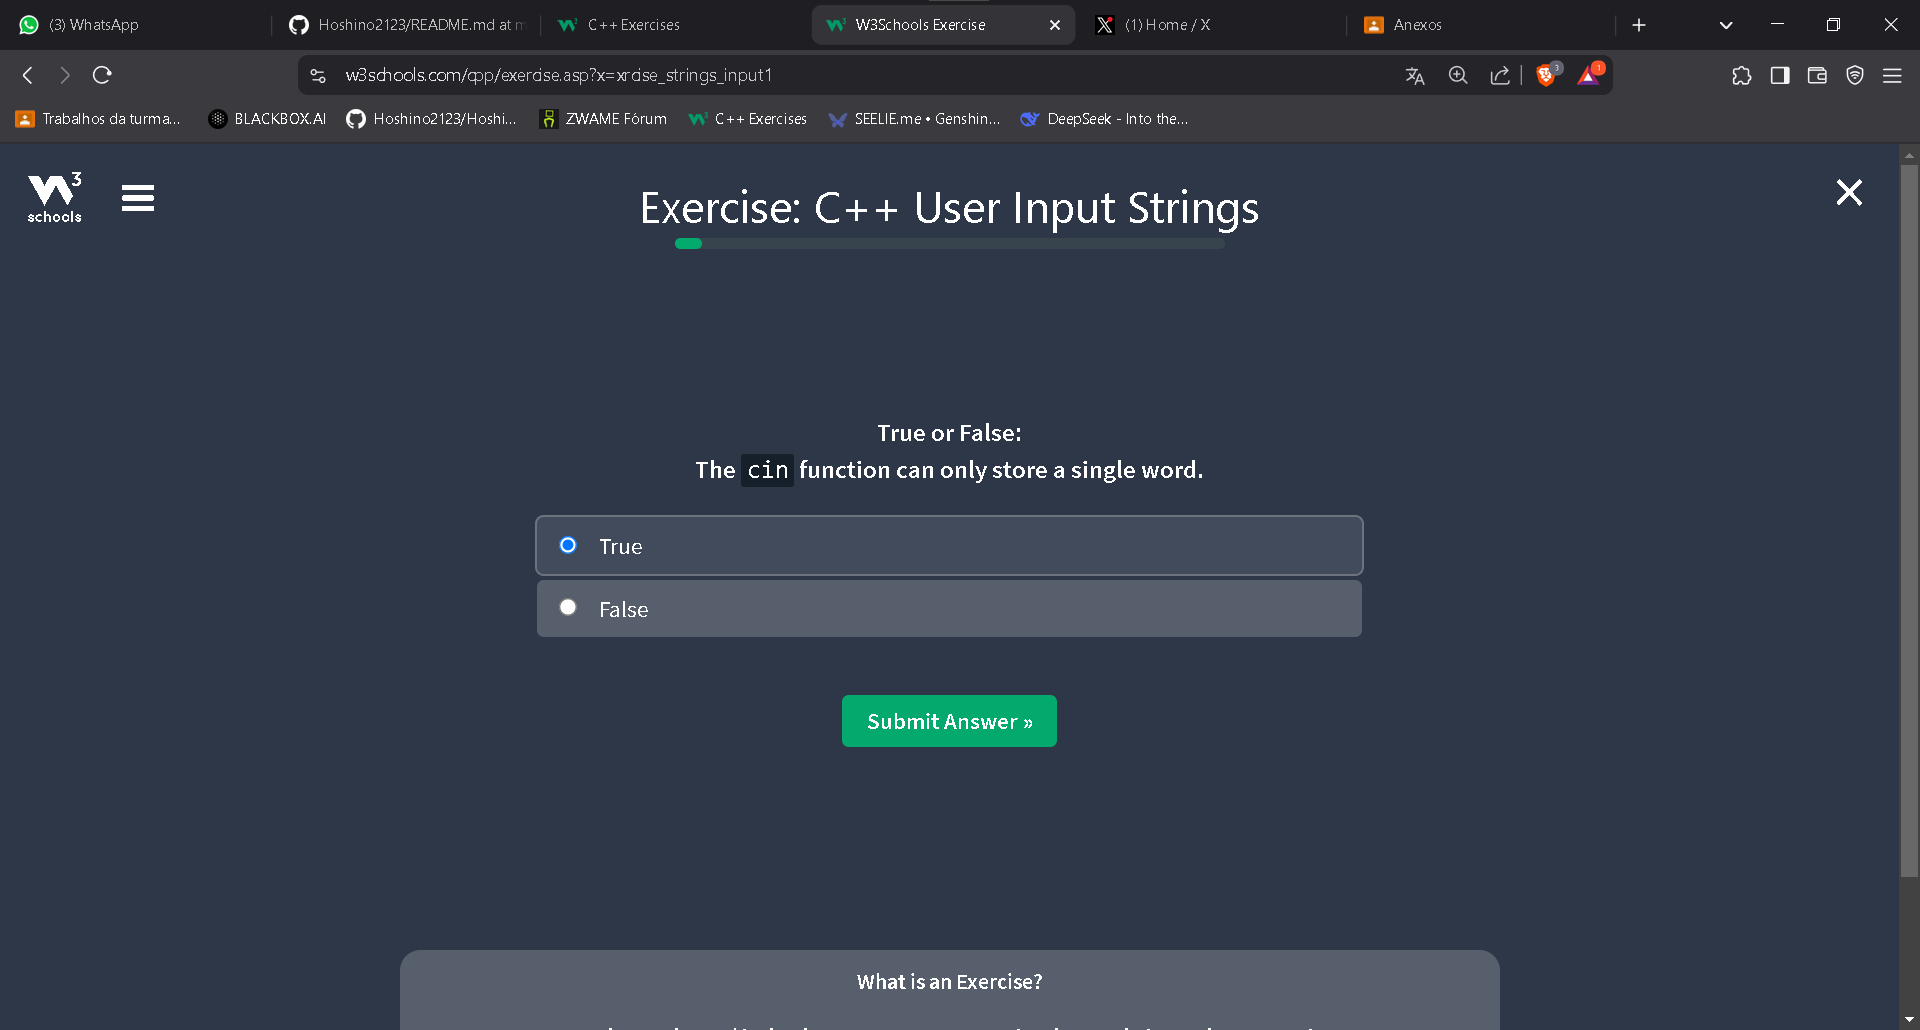 (3) WhatsApp
Hoshino2123/README.md at m
C++ Exercises
W3Schools Exercise
(1) Home / X
Anexos
w3schools.com/cpp/exercise.asp?x=xrcise_strings_input1
3
1
Trabalhos da turma...
BLACKBOX.AI
Hoshino2123/Hoshi...
ZWAME Fórum
C++ Exercises
SEELIE.me • Genshin...
DeepSeek - Into the...
W3
schools
Exercise: C++ User Input Strings
True or False:
The cin function can only store a single word.
True
False
Submit Answer »
What is an Exercise?